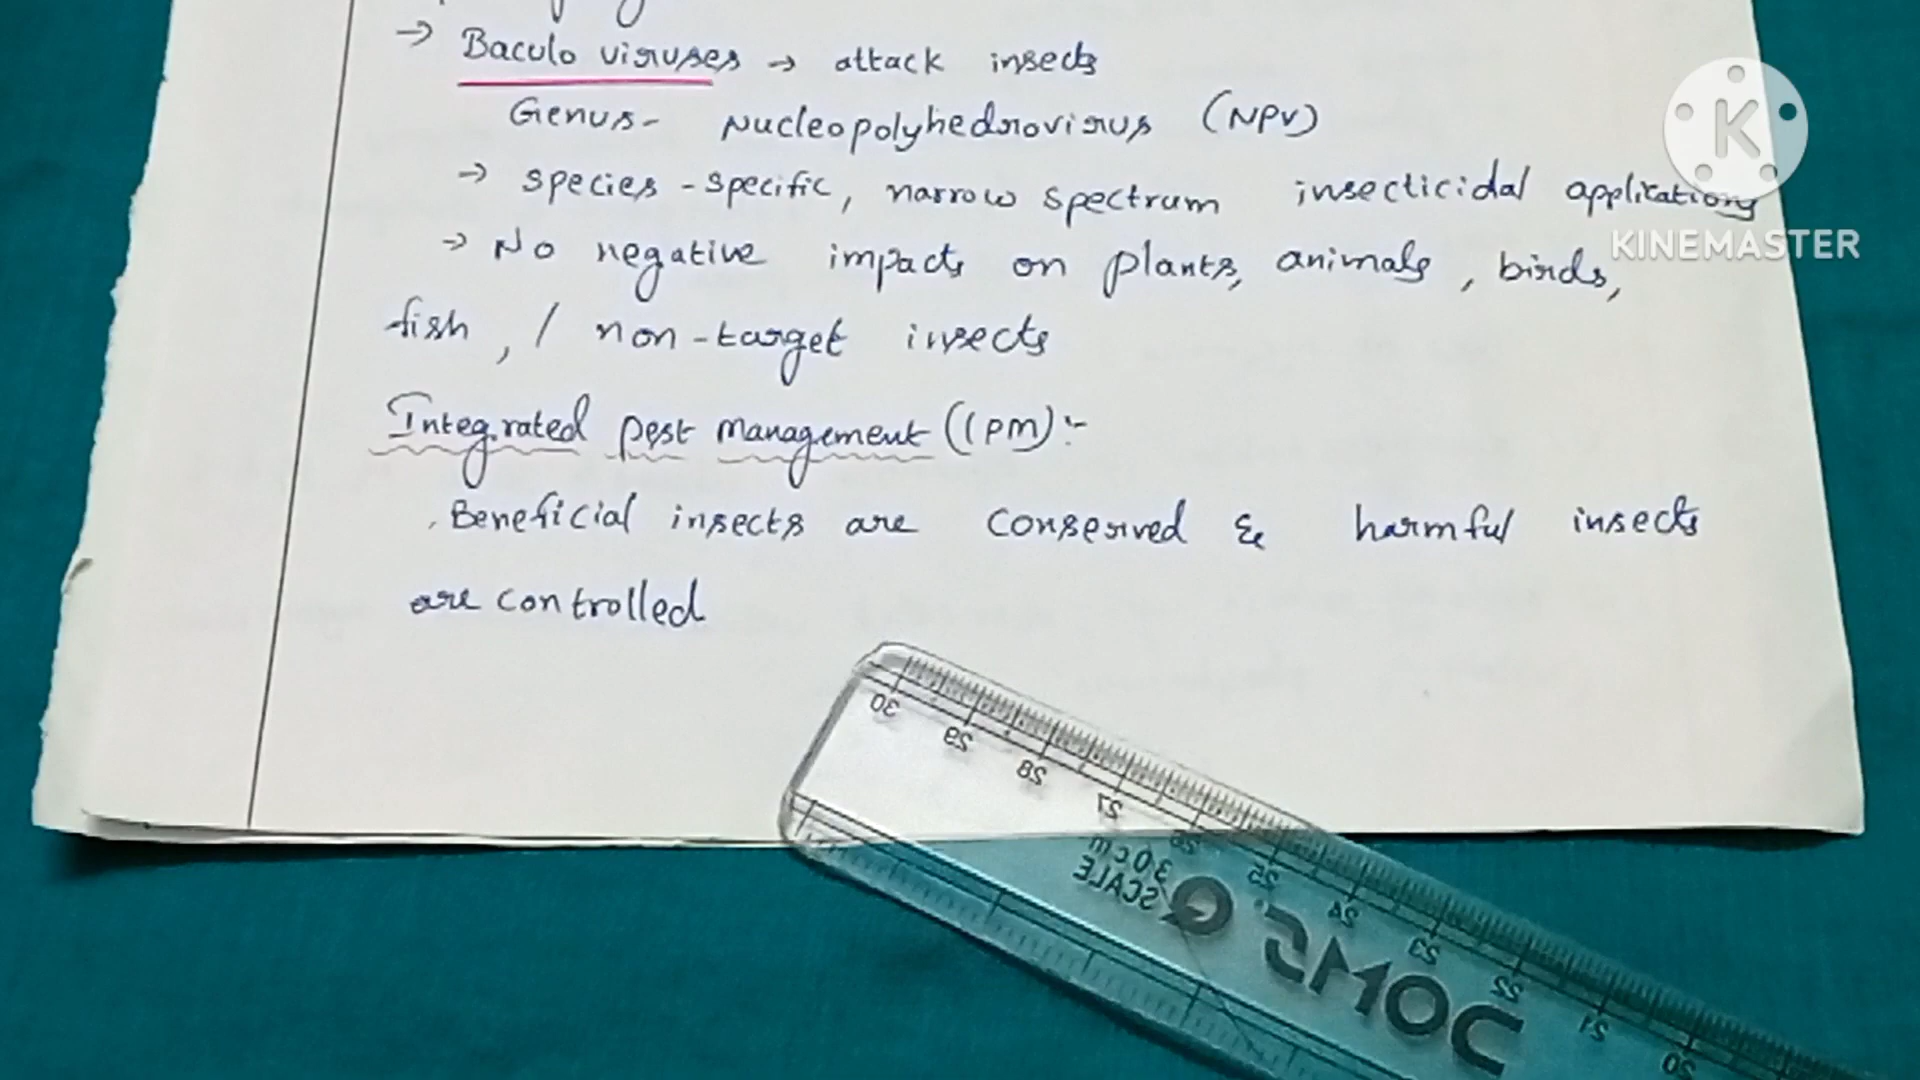 → Baculo viruses → attack insects
Genus- Nucleopolyhedrovirus (NPV)
→ species-specific, narrow spectrum insecticidal applications
→ No negative impacts on plants, animals, birds,
fish, / non-target insects
Integrated pest management (IPM):-
Beneficial insects are conserved & harmful insects
are controlled
K
KINEMASTER
30
29
28
27
26
25
24
23
22
21
20
30cm
SCALE
DOMS